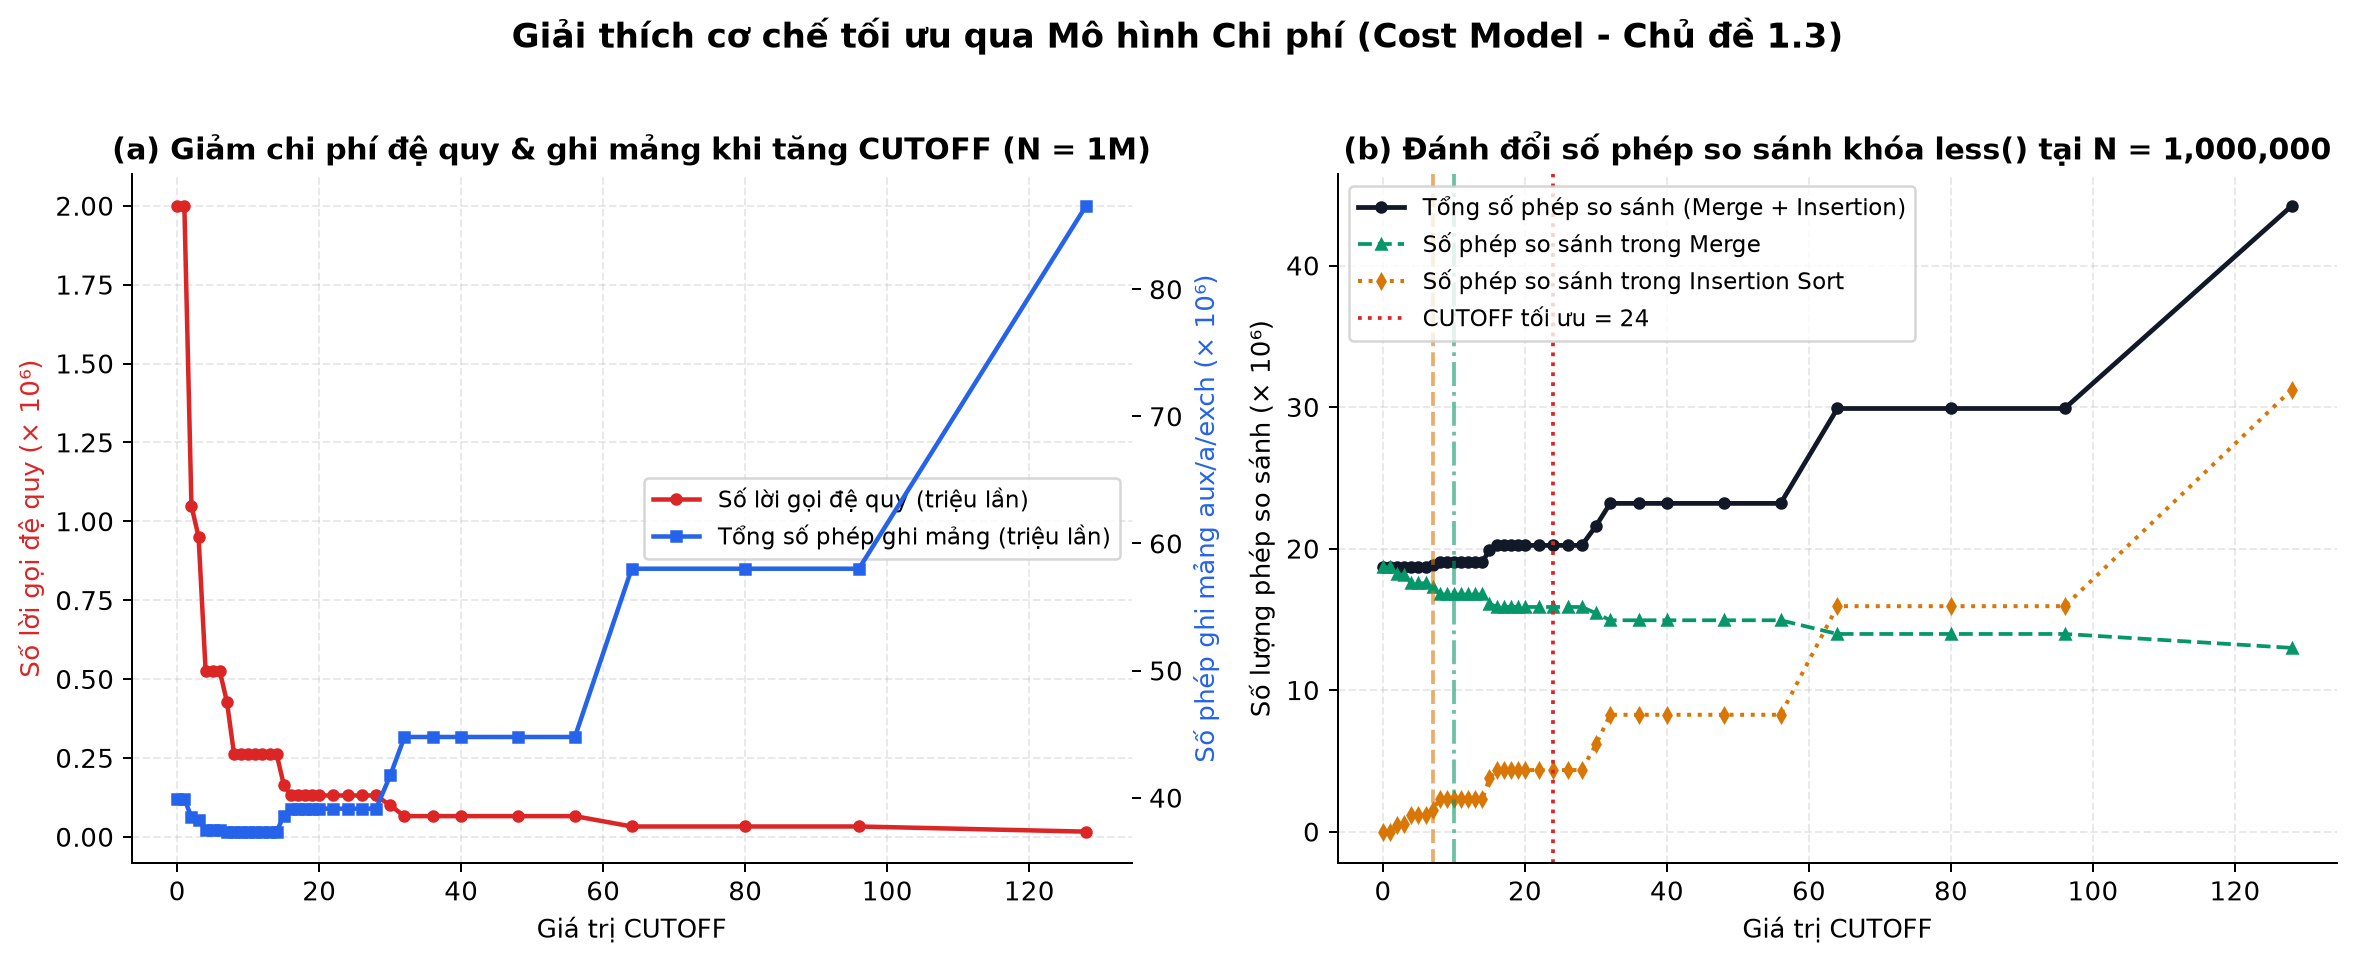 Giải thích cơ chế tối ưu qua Mô hình Chi phí (Cost Model - Chủ đề 1.3)
(a) Giảm chi phí đệ quy & ghi mảng khi tăng CUTOFF (N = 1M)
Số lời gọi đệ quy (× 10⁶)
2.00
1.75
1.50
1.25
1.00
0.75
0.50
0.25
0.00
Số lời gọi đệ quy (triệu lần)
Tổng số phép ghi mảng (triệu lần)
80
70
60
50
40
Số phép ghi mảng aux/a/exch (× 10⁶)
0 20 40 60 80 100 120
Giá trị CUTOFF
(b) Đánh đổi số phép so sánh khóa less() tại N = 1,000,000
Số lượng phép so sánh (× 10⁶)
40
30
20
10
0
Tổng số phép so sánh (Merge + Insertion)
Số phép so sánh trong Merge
Số phép so sánh trong Insertion Sort
CUTOFF tối ưu = 24
0 20 40 60 80 100 120
Giá trị CUTOFF